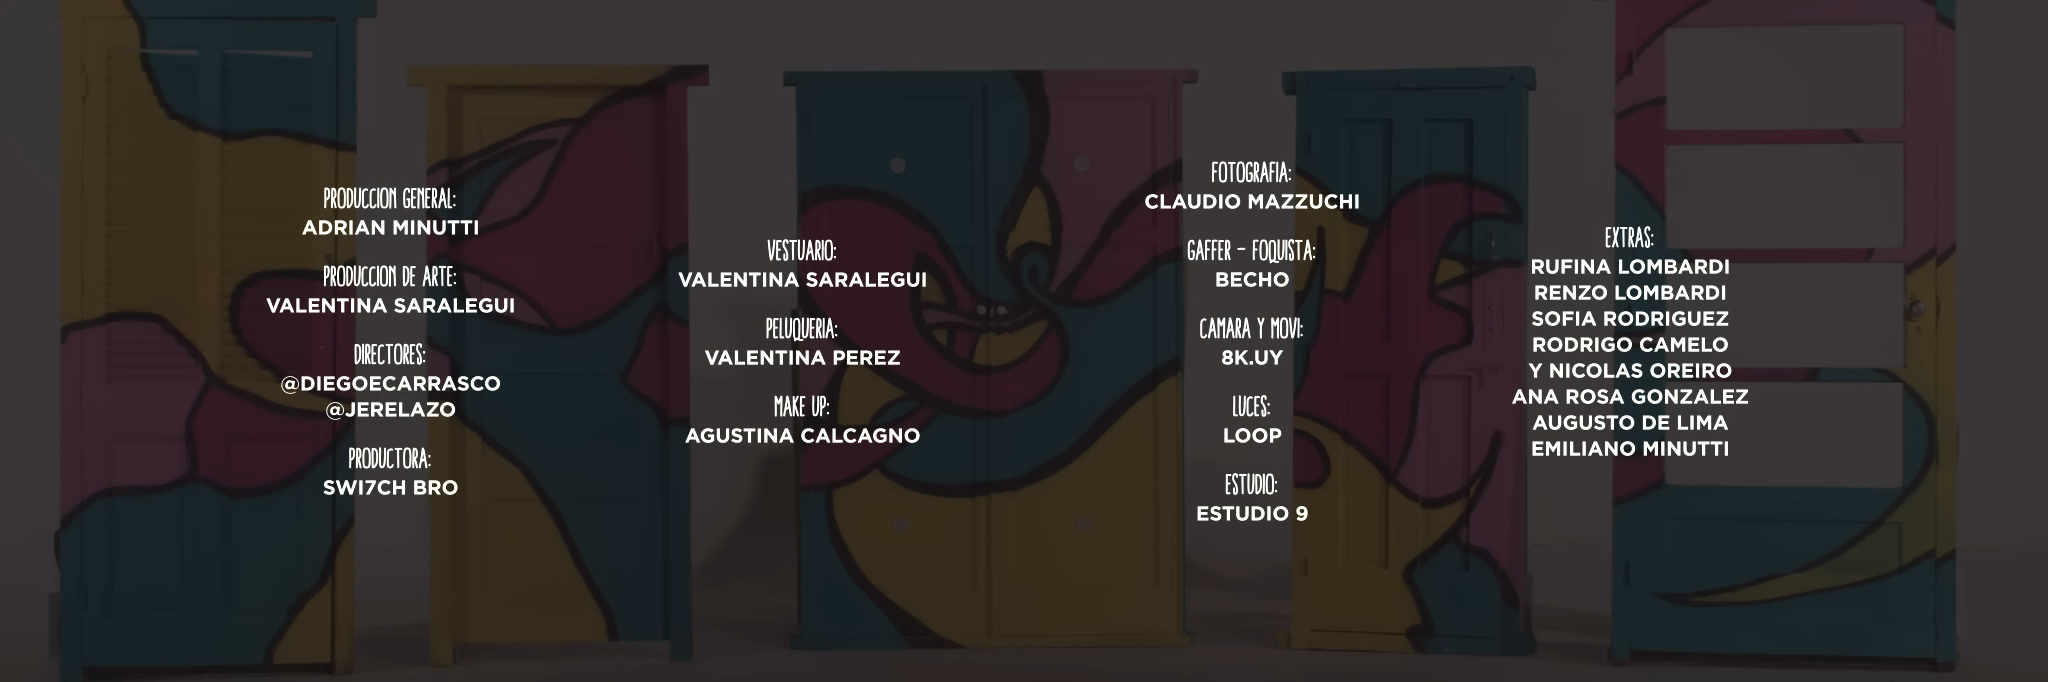 PRODUCCION GENERAL:
ADRIAN MINUTTI
PRODUCCION DE ARTE:
VALENTINA SARALEGUI
DIRECTORES:
@DIEGOECARRASCO
@JERELAZO
PRODUCTORA:
SWI7CH BRO
VESTUARIO:
VALENTINA SARALEGUI
PELUQUERIA:
VALENTINA PEREZ
MAKE UP:
AGUSTINA CALCAGNO
FOTOGRAFIA:
CLAUDIO MAZZUCHI
GAFFER - FOQUISTA:
BECHO
CAMARA Y MOVI:
8K.UY
LUCES:
LOOP
ESTUDIO:
ESTUDIO 9
EXTRAS:
RUFINA LOMBARDI
RENZO LOMBARDI
SOFIA RODRIGUEZ
RODRIGO CAMELO
Y NICOLAS OREIRO
ANA ROSA GONZALEZ
AUGUSTO DE LIMA
EMILIANO MINUTTI